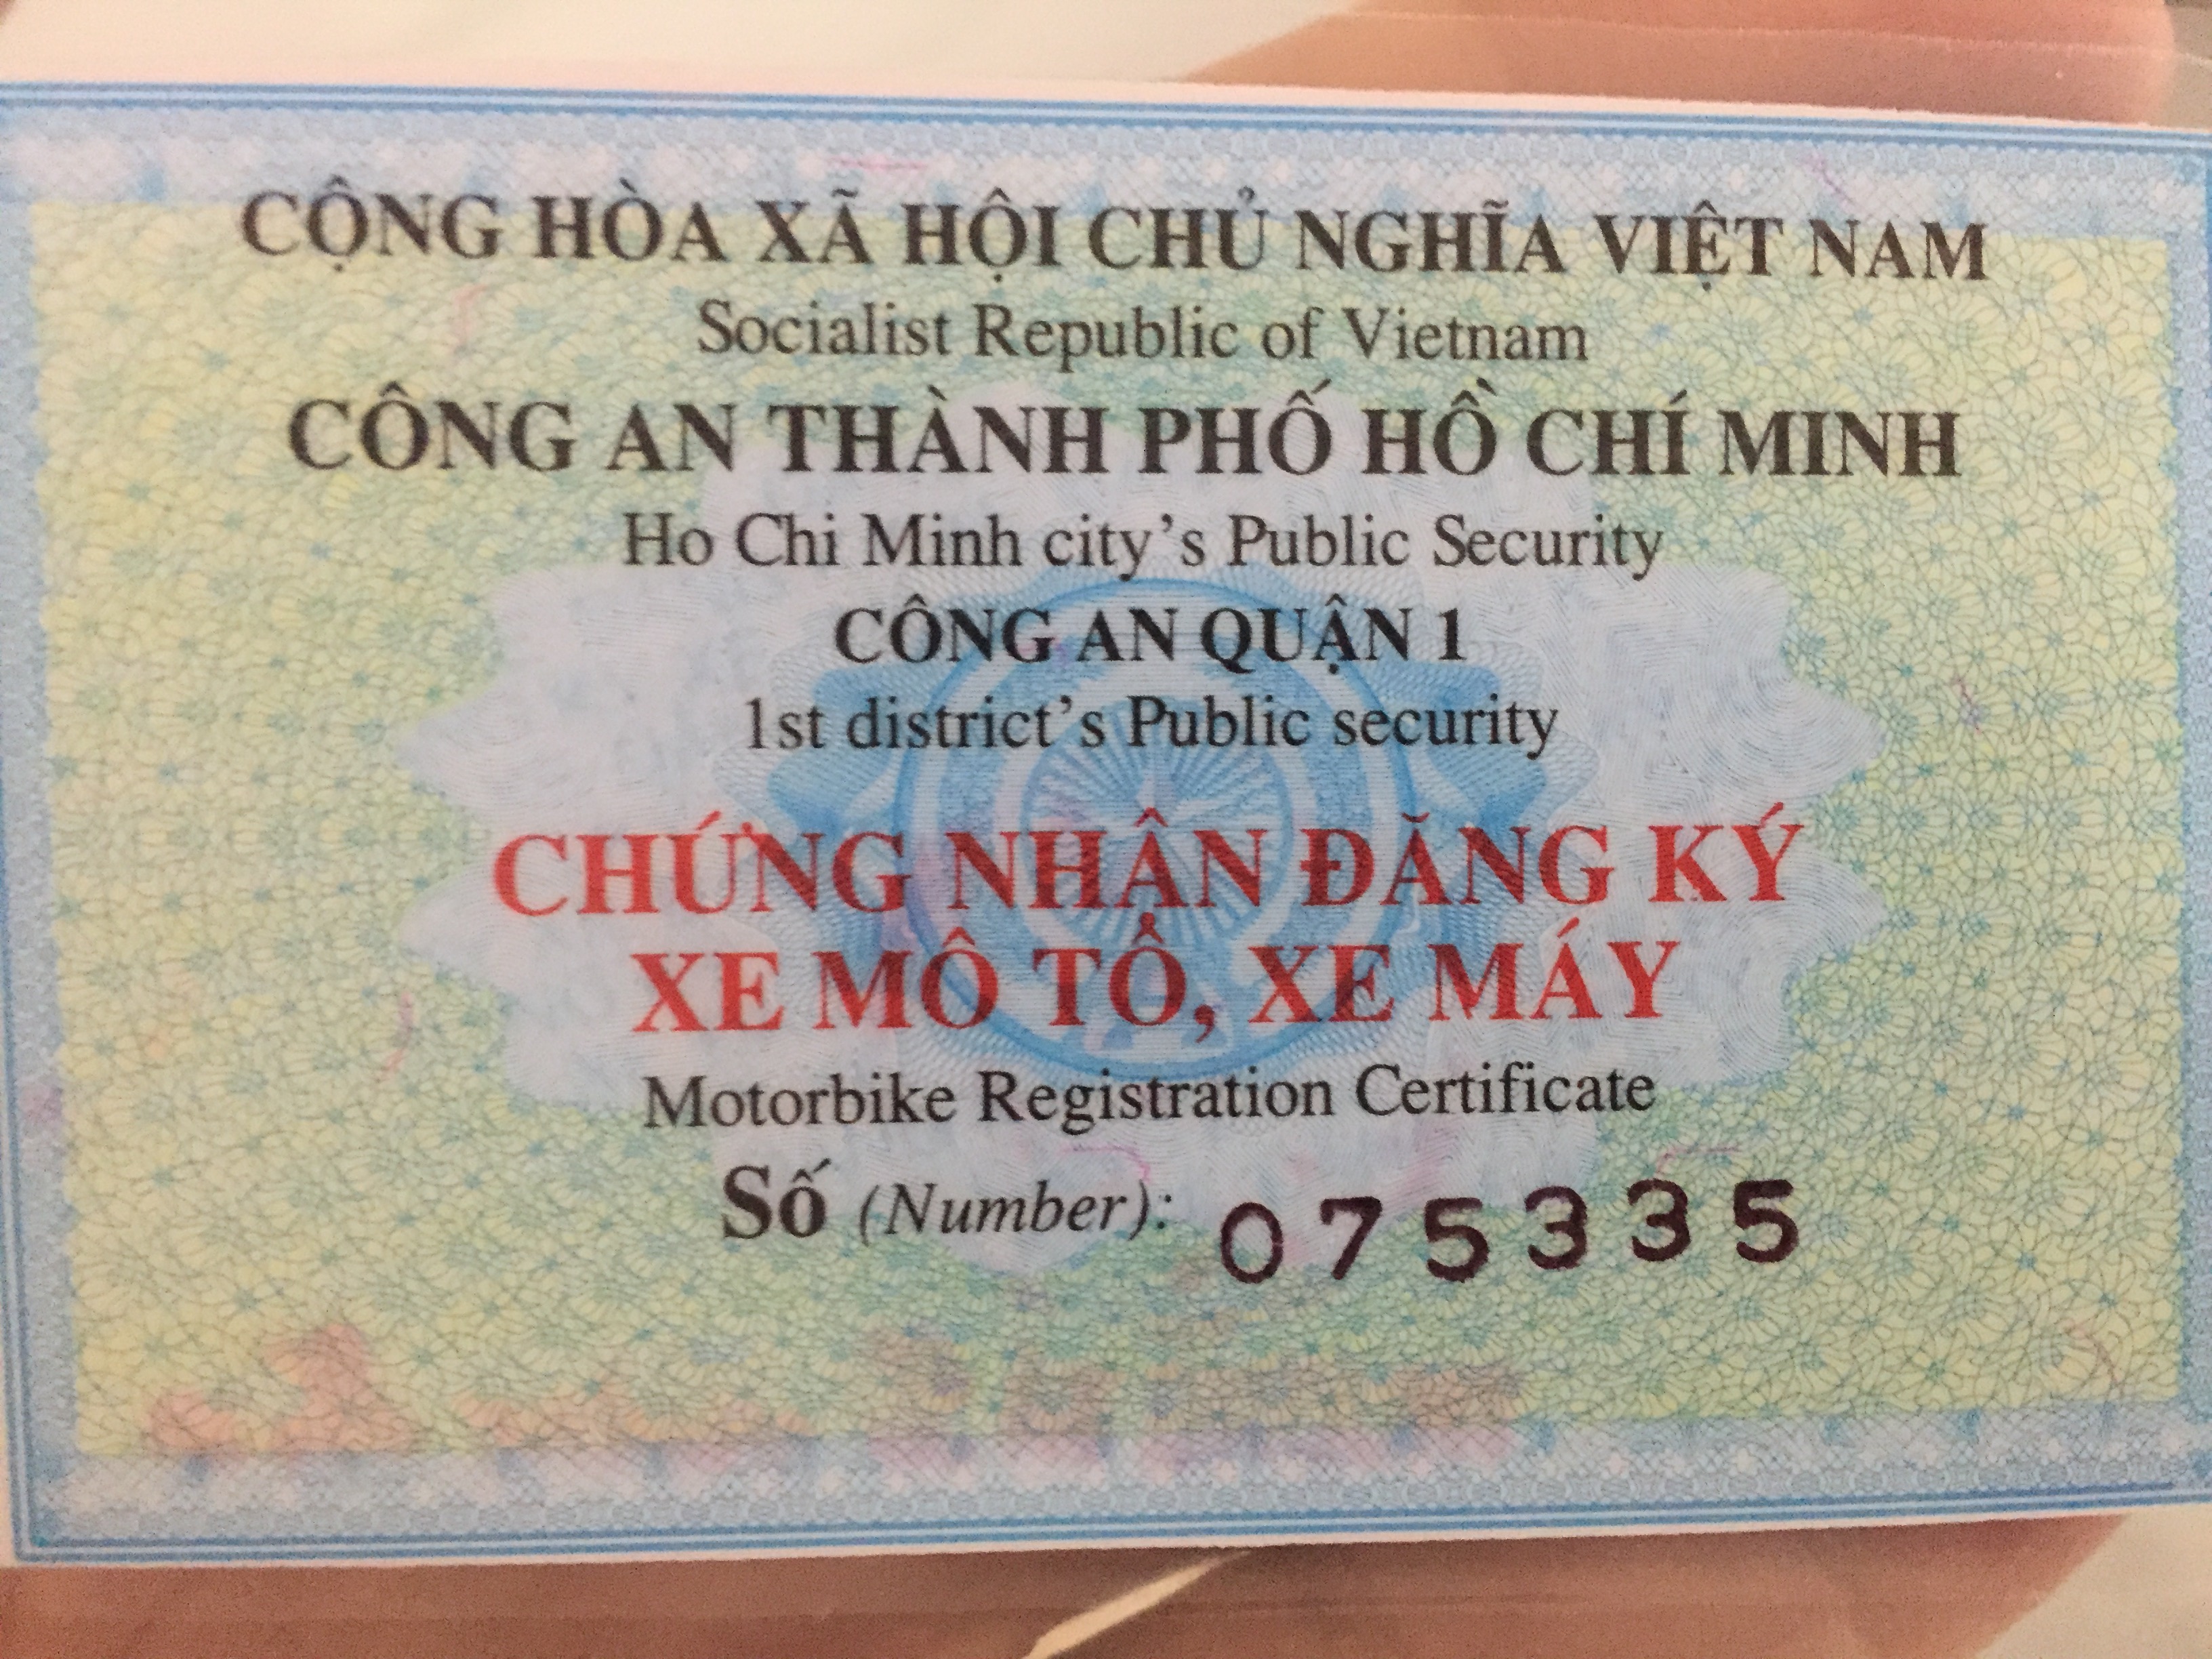 CỘNG HÒA XÃ HỘI CHỦ NGHĨA VIỆT NAM
Socialist Republic of Vietnam
CÔNG AN THÀNH PHỐ HỒ CHÍ MINH
Ho Chi Minh city's Public Security
CÔNG AN QUẬN 1
1st district's Public security
CHỨNG NHẬN ĐĂNG KÝ
XE MÔ TÔ, XE MÁY
Motorbike Registration Certificate
Số (Number): 0753335